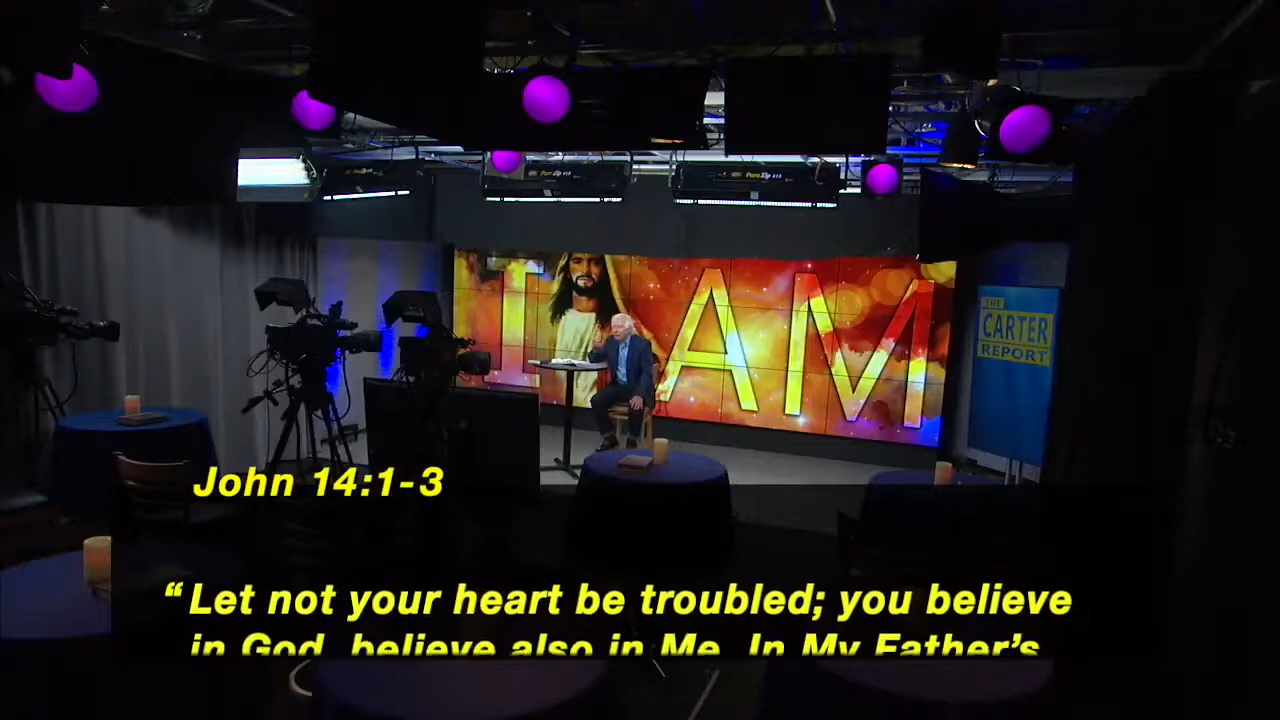 I AM
THE
CARTER
REPORT
John 14:1-3
“Let not your heart be troubled; you believe
in God, believe also in Me. In My Father’s